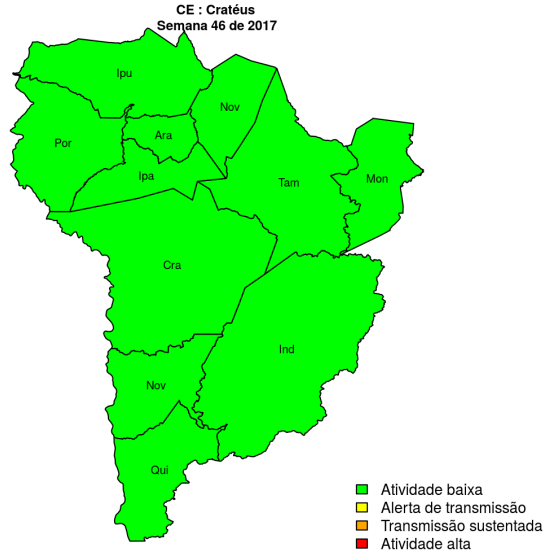 CE : Cratéus
Semana 46 de 2017
Ipu
Nov
Por
Ara
Ipa
Tam
Mon
Cra
Ind
Nov
Qui
Atividade baixa
Alerta de transmissão
Transmissão sustentada
Atividade alta